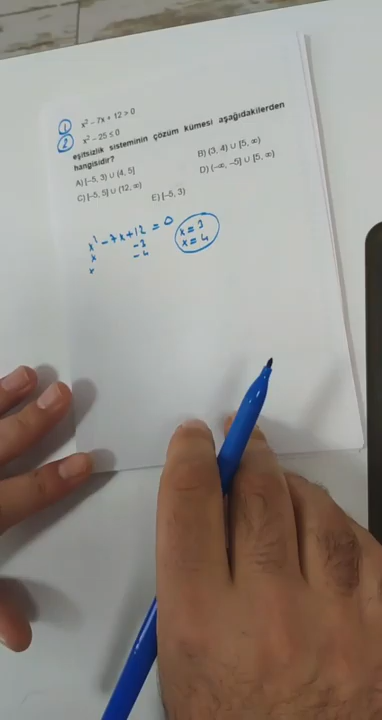 1 x² - 7x + 12 > 0
2 x² - 25 ≤ 0
eşitsizlik sisteminin çözüm kümesi aşağıdakilerden
hangisidir?
A) [-5, 3) ∪ (4, 5]
B) (3, 4) ∪ [5, ∞)
C) [-5, 5] ∪ (12, ∞)
D) (-∞, -5] ∪ [5, ∞)
E) [-5, 3)
x² - 7x + 12 = 0
x -3
x -4
x = 3
x = 4